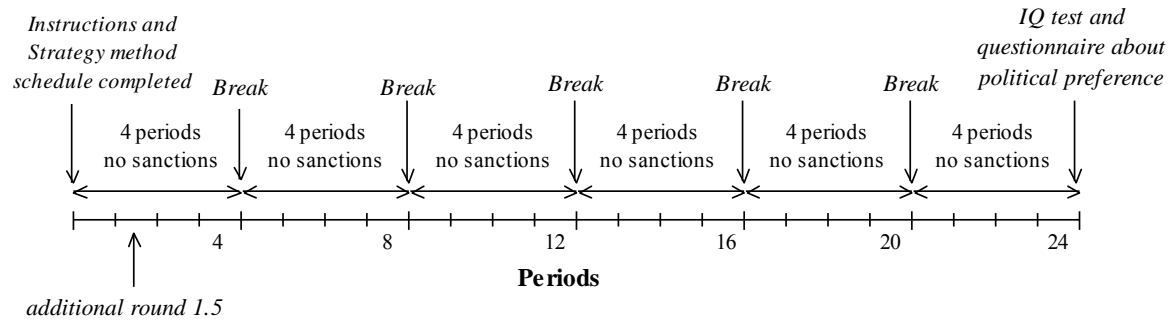 Instructions and
Strategy method
schedule completed
Break
Break
Break
Break
Break
IQ test and
questionnaire about
political preference
4 periods
no sanctions
4 periods
no sanctions
4 periods
no sanctions
4 periods
no sanctions
4 periods
no sanctions
4 periods
no sanctions
4
8
12
16
20
24
Periods
additional round 1.5